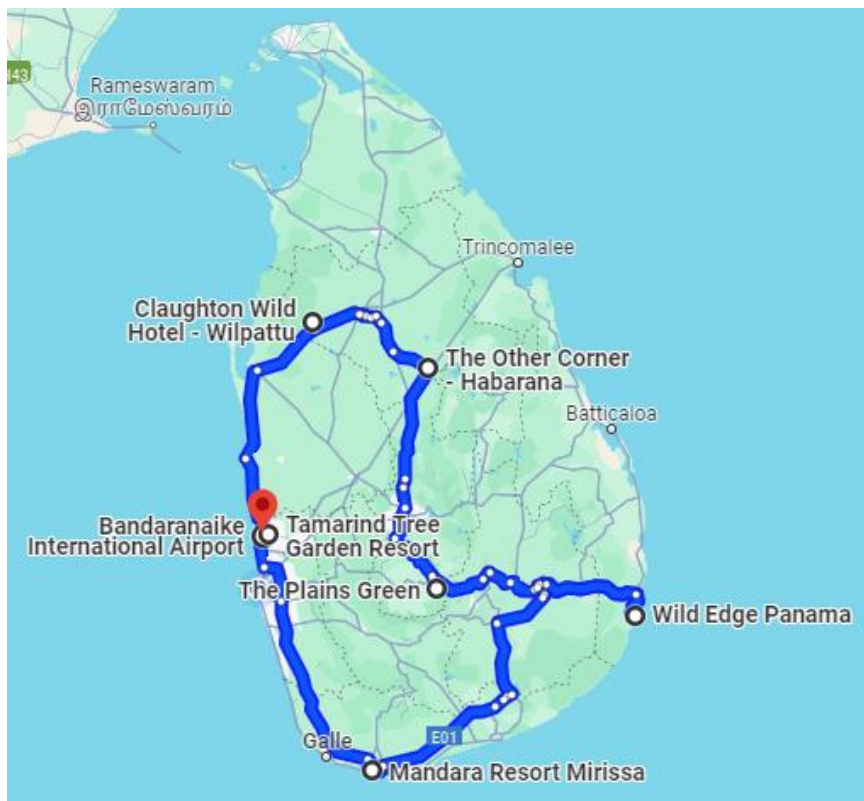 A43
Rameswaram
இராமேஸ்வரம்
Trincomalee
Claughton Wild
Hotel - Wilpattu
The Other Corner
- Habarana
Batticaloa
Bandaranaike
International Airport
Tamarind Tree
Garden Resort
The Plains Green
Wild Edge Panama
Galle
E01
Mandara Resort Mirissa